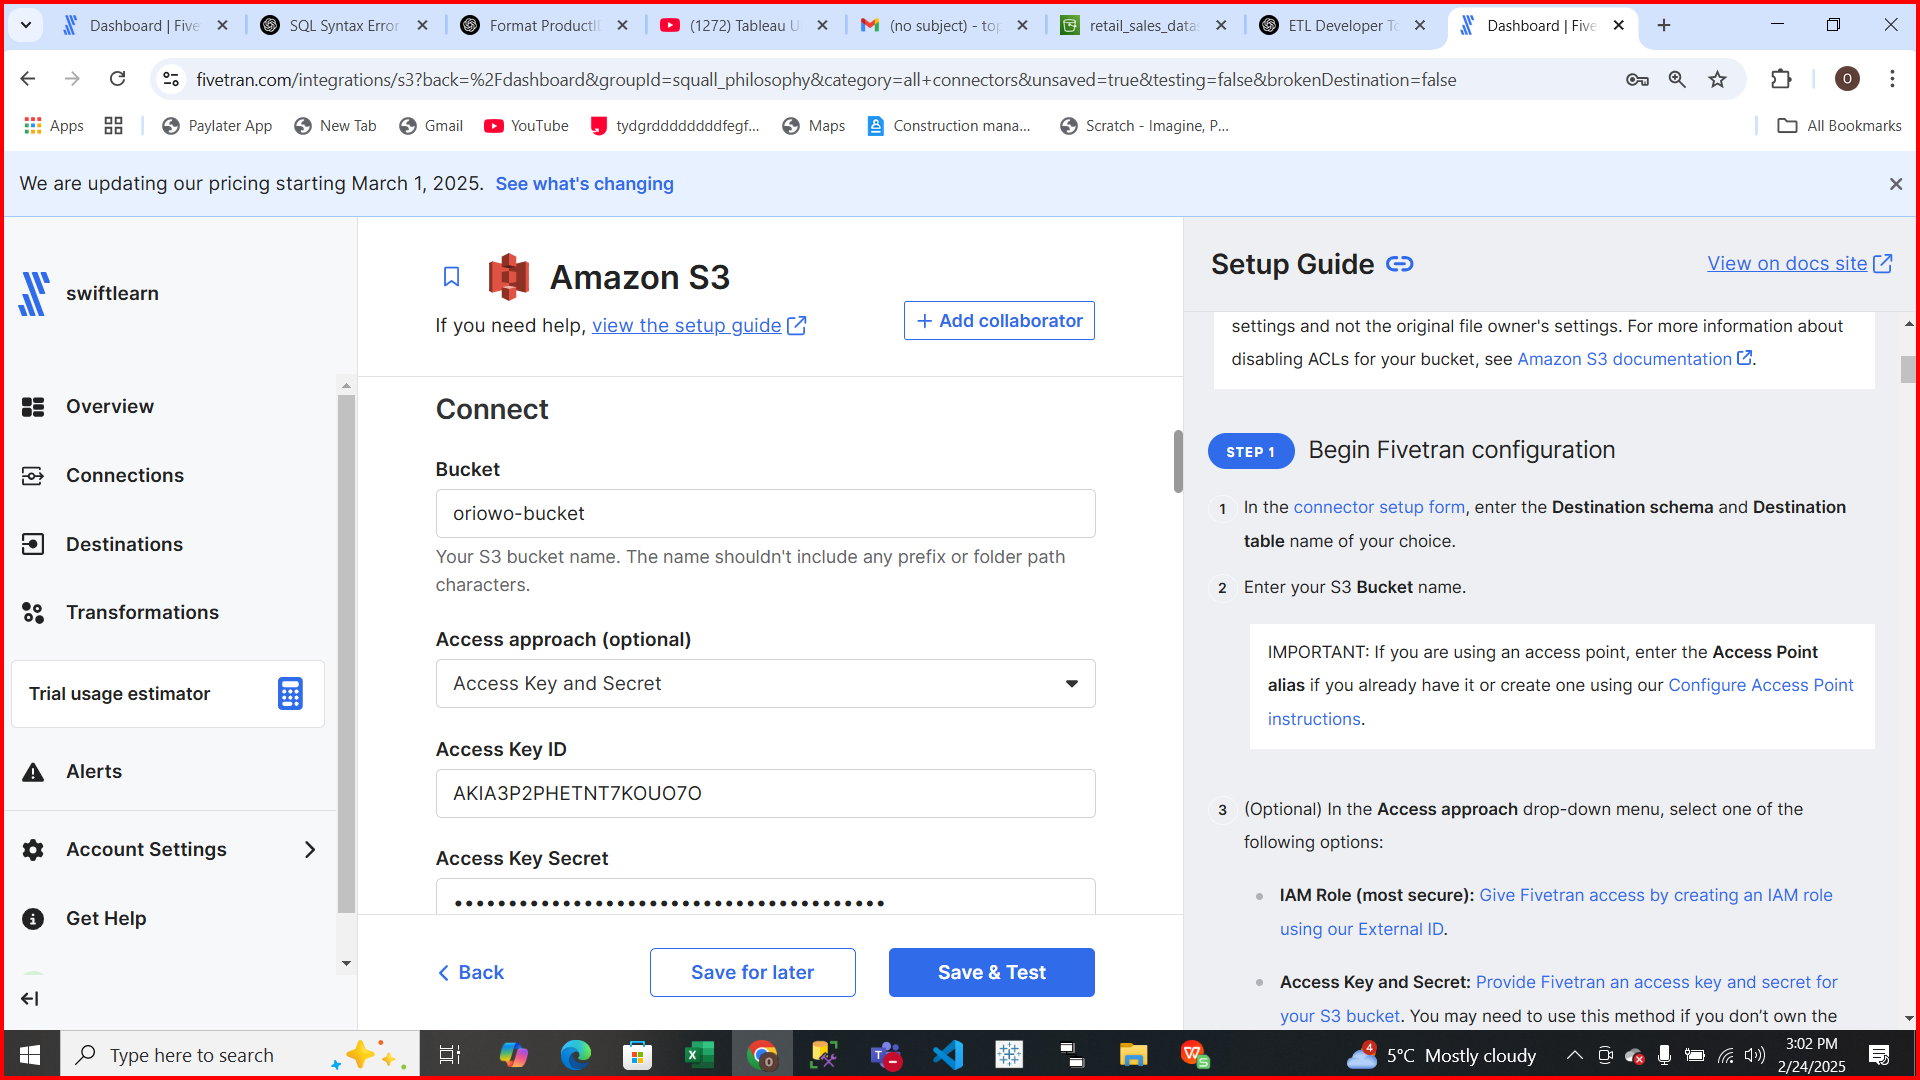 Dashboard | Five
SQL Syntax Error
Format ProductI
(1272) Tableau U
(no subject) - top
retail_sales_datas
ETL Developer To
Dashboard | Five
fivetran.com/integrations/s3?back=%2Fdashboard&groupId=squall_philosophy&category=all+connectors&unsaved=true&testing=false&brokenDestination=false
O
Apps
Paylater App
New Tab
Gmail
YouTube
tydgrddddddddfegf...
Maps
Construction mana...
Scratch - Imagine, P...
All Bookmarks
We are updating our pricing starting March 1, 2025. See what's changing
swiftlearn
Overview
Connections
Destinations
Transformations
Trial usage estimator
Alerts
Account Settings
Get Help
Amazon S3
If you need help, view the setup guide
+ Add collaborator
Connect
Bucket
oriowo-bucket
Your S3 bucket name. The name shouldn't include any prefix or folder path
characters.
Access approach (optional)
Access Key and Secret
Access Key ID
AKIA3P2PHETNT7KOUO7O
Access Key Secret
••••••••••••••••••••••••••••••••••••••••
Back
Save for later
Save & Test
Setup Guide
View on docs site
settings and not the original file owner's settings. For more information about
disabling ACLs for your bucket, see Amazon S3 documentation.
STEP 1
Begin Fivetran configuration
1 In the connector setup form, enter the Destination schema and Destination
table name of your choice.
2 Enter your S3 Bucket name.
IMPORTANT: If you are using an access point, enter the Access Point
alias if you already have it or create one using our Configure Access Point
instructions.
3 (Optional) In the Access approach drop-down menu, select one of the
following options:
IAM Role (most secure): Give Fivetran access by creating an IAM role
using our External ID.
Access Key and Secret: Provide Fivetran an access key and secret for
your S3 bucket. You may need to use this method if you don't own the
Type here to search
4
5°C Mostly cloudy
3:02 PM
2/24/2025